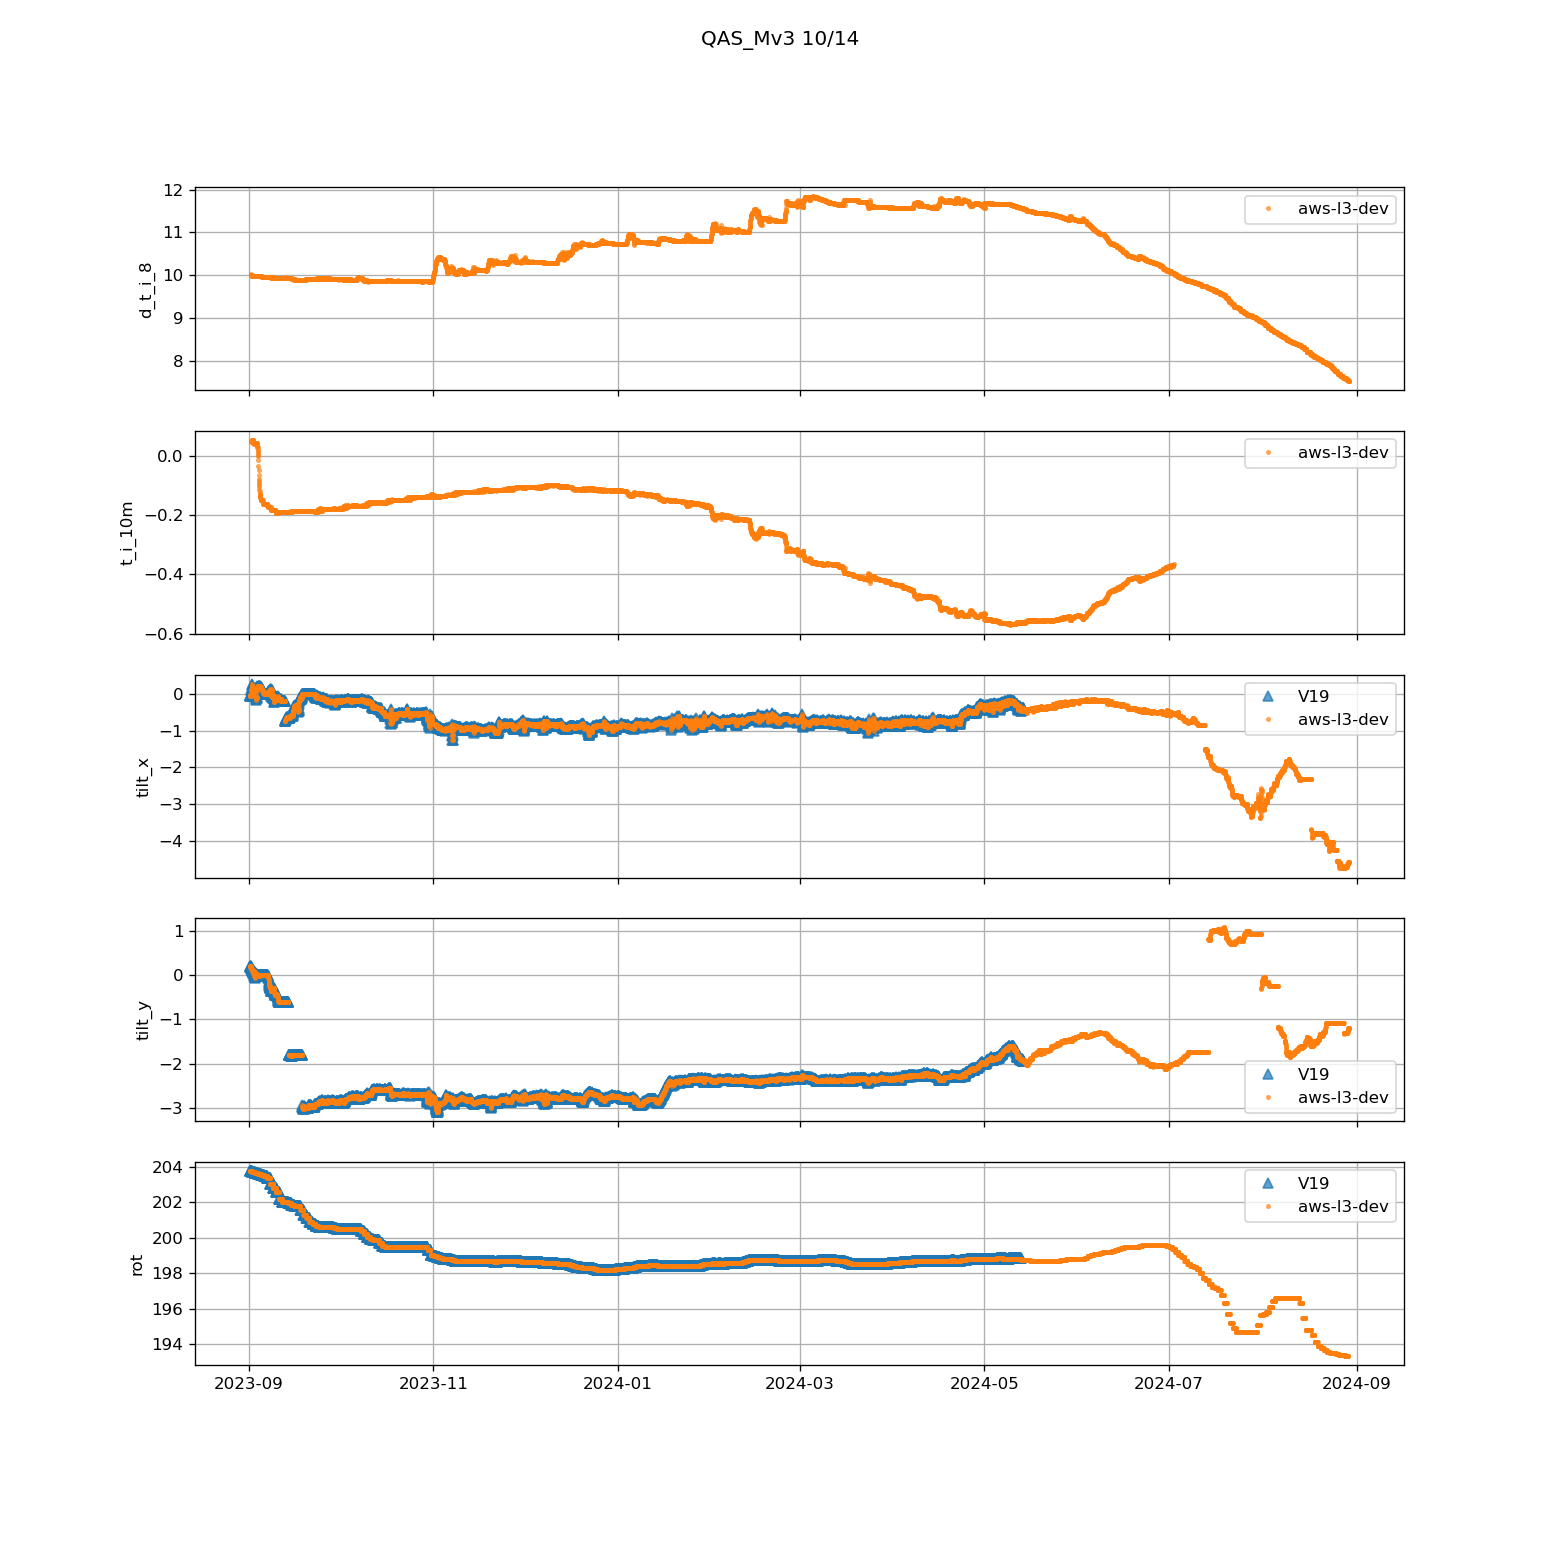 QAS_Mv3 10/14
12
11
10
9
8
d_t_i_8
aws-l3-dev
0.0
−0.2
−0.4
−0.6
t_i_10m
aws-l3-dev
0
−1
−2
−3
−4
tilt_x
V19
aws-l3-dev
1
0
−1
−2
−3
tilt_y
V19
aws-l3-dev
204
202
200
198
196
194
rot
V19
aws-l3-dev
2023-09 2023-11 2024-01 2024-03 2024-05 2024-07 2024-09